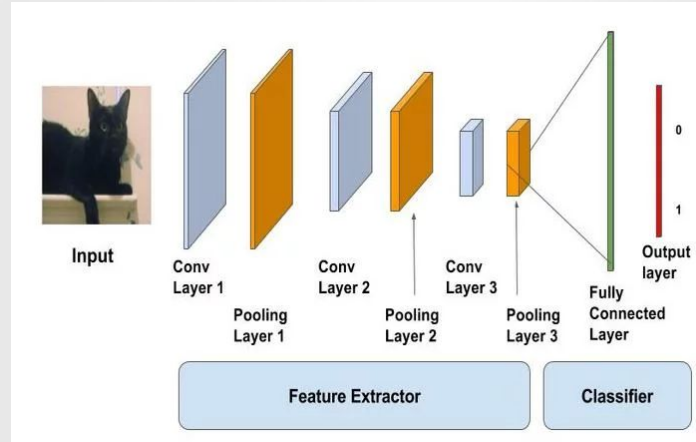 0
1
Input
Output
layer
Conv
Layer 1
Conv
Layer 2
Conv
Layer 3
Pooling
Layer 1
Pooling
Layer 2
Pooling
Layer 3
Fully
Connected
Layer
Feature Extractor
Classifier